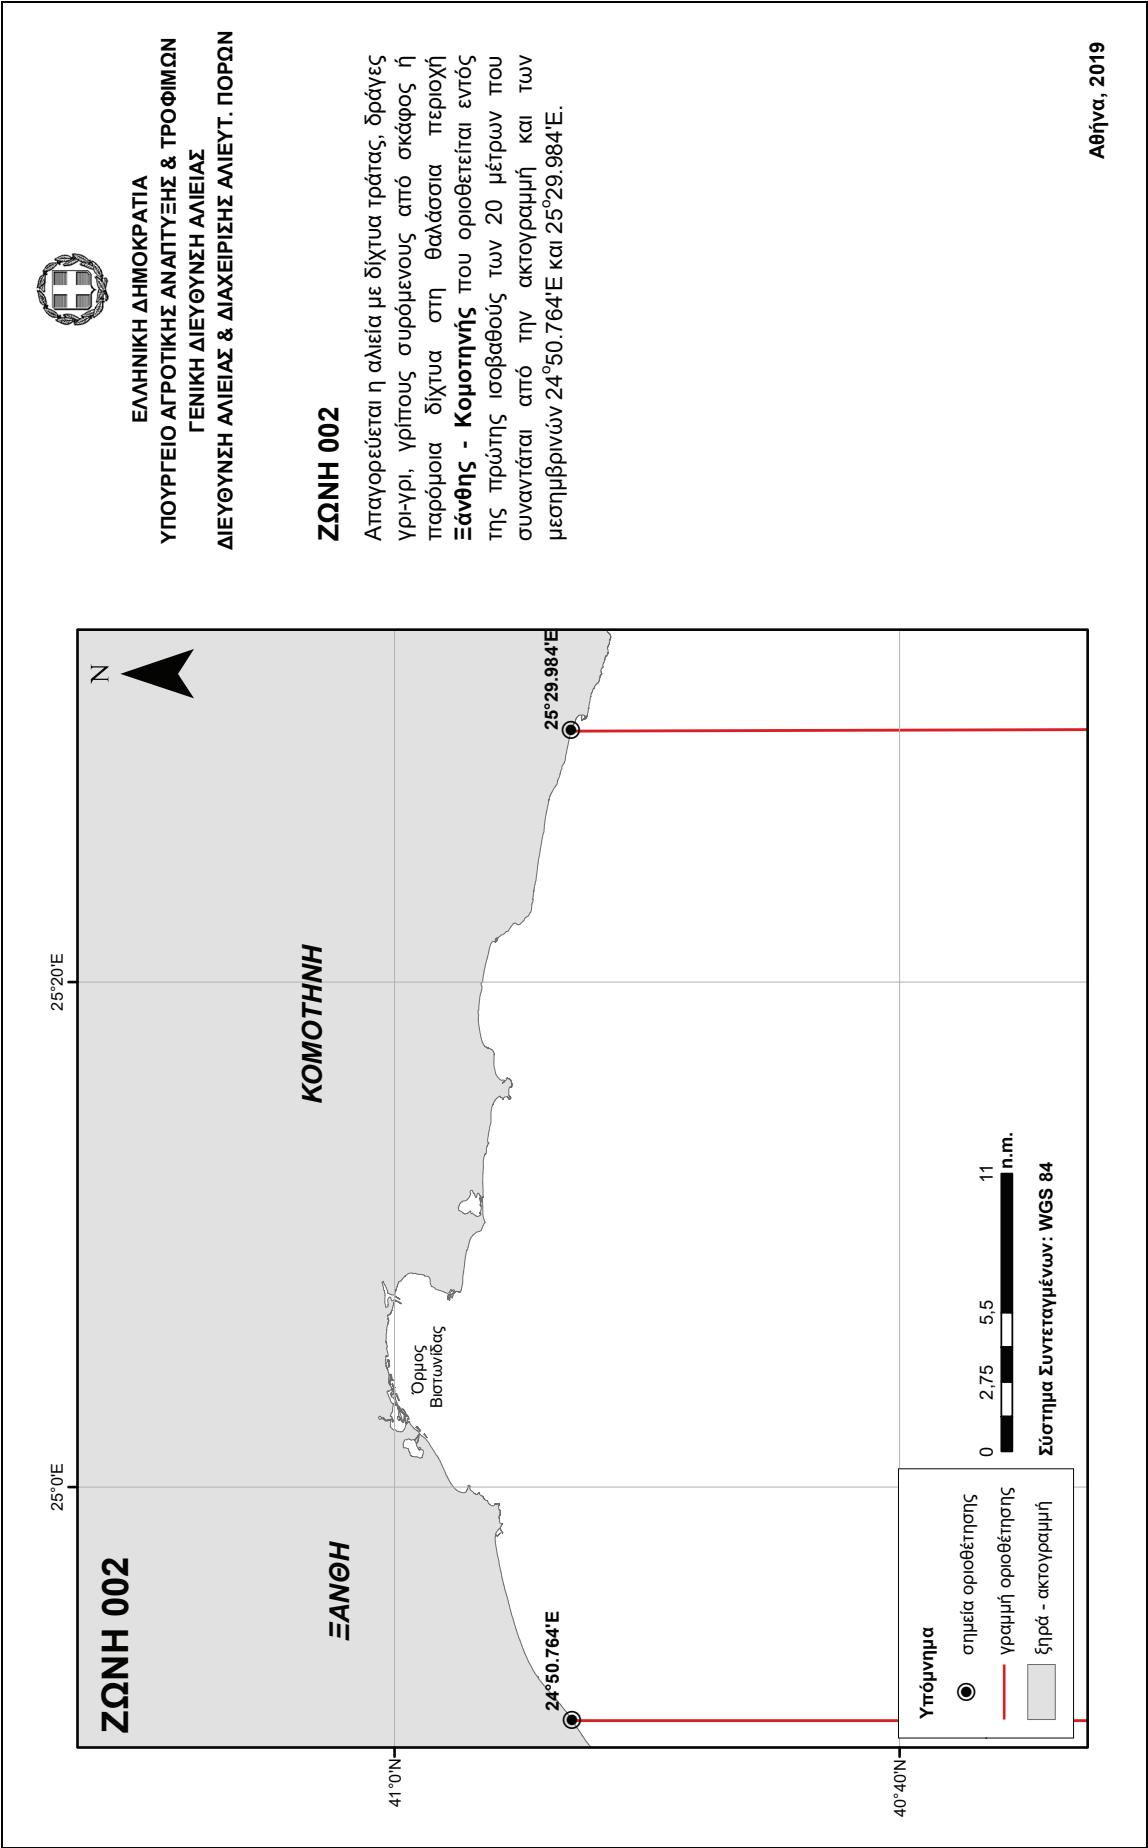 ΖΩΝΗ 002
N
25°0'E
25°20'E
41°0'N
40°40'N
ΞΑΝΘΗ
ΚΟΜΟΤΗΝΗ
Όρμος
Βιστωνίδας
24°50.764'E
25°29.984'E
Υπόμνημα
σημεία οριοθέτησης
γραμμή οριοθέτησης
ξηρά - ακτογραμμή
0 2,75 5,5 11
n.m.
Σύστημα Συντεταγμένων: WGS 84
ΕΛΛΗΝΙΚΗ ΔΗΜΟΚΡΑΤΙΑ
ΥΠΟΥΡΓΕΙΟ ΑΓΡΟΤΙΚΗΣ ΑΝΑΠΤΥΞΗΣ & ΤΡΟΦΙΜΩΝ
ΓΕΝΙΚΗ ΔΙΕΥΘΥΝΣΗ ΑΛΙΕΙΑΣ
ΔΙΕΥΘΥΝΣΗ ΑΛΙΕΙΑΣ & ΔΙΑΧΕΙΡΙΣΗΣ ΑΛΙΕΥΤ. ΠΟΡΩΝ
ΖΩΝΗ 002
Απαγορεύεται η αλιεία με δίχτυα τράτας, δράγες
γρι-γρι, γρίπους συρόμενους από σκάφος ή
παρόμοια δίχτυα στη θαλάσσια περιοχή
Ξάνθης - Κομοτηνής που οριοθετείται εντός
της πρώτης ισοβαθούς των 20 μέτρων που
συναντάται από την ακτογραμμή και των
μεσημβρινών 24°50.764'E και 25°29.984'E.
Αθήνα, 2019